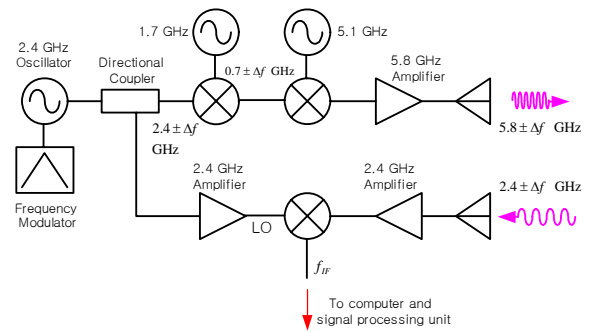 1.7 GHz
5.1 GHz
2.4 GHz
Oscillator
Directional
Coupler
0.7 ± Δf GHz
5.8 GHz
Amplifier
2.4 ± Δf
GHz
5.8 ± Δf GHz
Frequency
Modulator
2.4 GHz
Amplifier
2.4 GHz
Amplifier
2.4 ± Δf GHz
LO
fIF
To computer and
signal processing unit